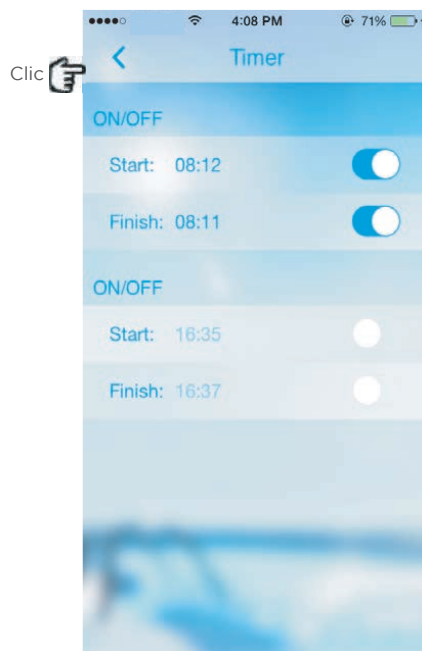 4:08 PM 71%
Clic
Timer
ON/OFF
Start: 08:12
Finish: 08:11
ON/OFF
Start: 16:35
Finish: 16:37